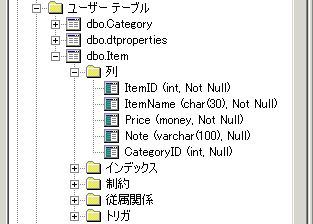 ユーザー テーブル
dbo.Category
dbo.dtproperties
dbo.Item
列
ItemID (int, Not Null)
ItemName (char(30), Not Null)
Price (money, Not Null)
Note (varchar(100), Null)
CategoryID (int, Null)
インデックス
制約
従属関係
トリガ